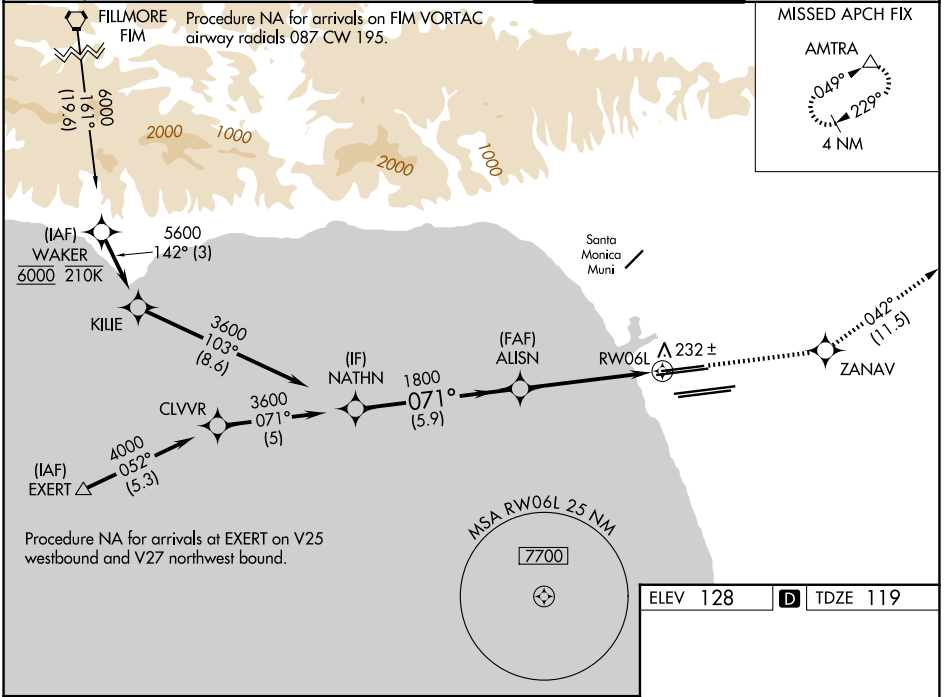 FILLMORE
FIM
Procedure NA for arrivals on FIM VORTAC
airway radials 087 CW 195.
MISSED APCH FIX
AMTRA
049°
229°
4 NM
6000
161°
(19.6)
2000
1000
2000
1000
(IAF)
WAKER
6000 210K
5600
142° (3)
KILIE
3600
103°
(8.6)
Santa
Monica
Muni
(IF)
NATHN
1800
071°
(5.9)
(FAF)
ALISN
RW06L
232 ±
042°
(11.5)
ZANAV
CLVVR
3600
071°
(5)
4000
052°
(5.3)
(IAF)
EXERT
Procedure NA for arrivals at EXERT on V25
westbound and V27 northwest bound.
MSA RW06L 25 NM
7700
ELEV 128 D TDZE 119